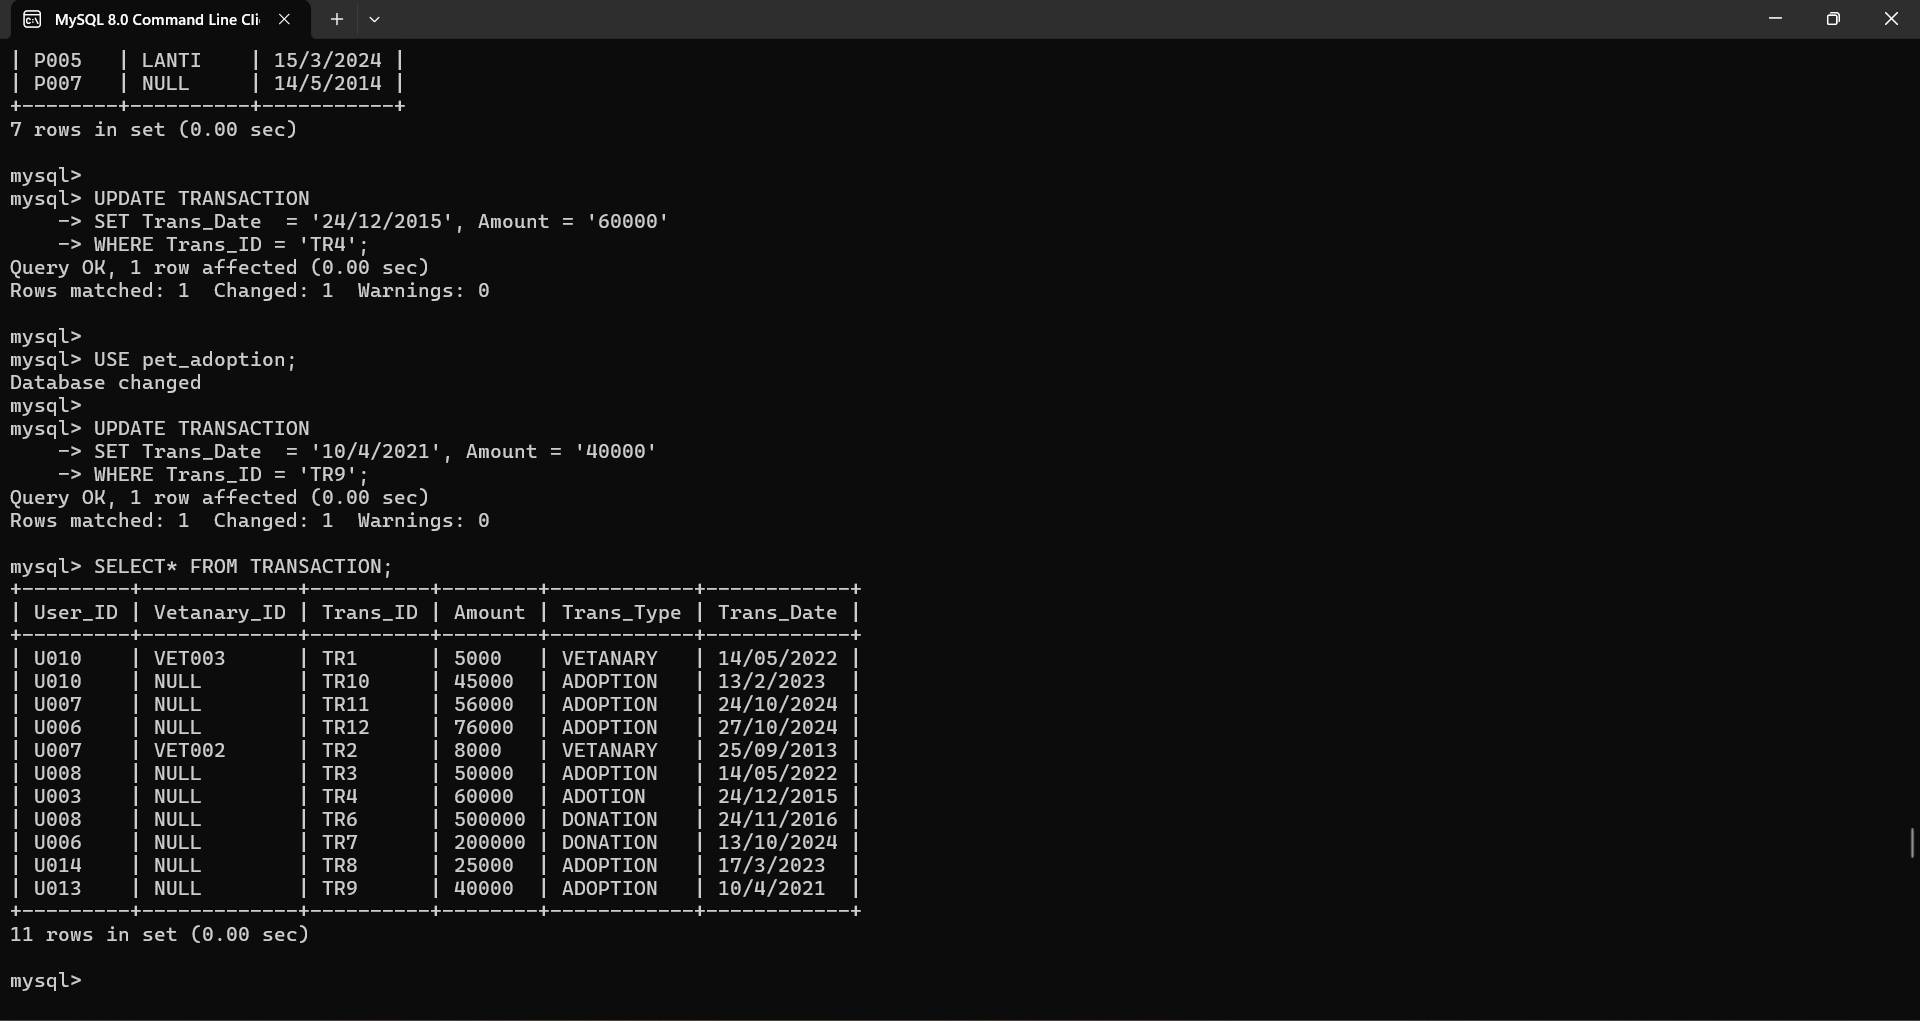 MySQL 8.0 Command Line Cli
| P005   | LANTI    | 15/3/2024 |
| P007   | NULL     | 14/5/2014 |
+--------+----------+-----------+
7 rows in set (0.00 sec)
mysql>
mysql> UPDATE TRANSACTION
    -> SET Trans_Date  = '24/12/2015', Amount = '60000'
    -> WHERE Trans_ID = 'TR4';
Query OK, 1 row affected (0.00 sec)
Rows matched: 1  Changed: 1  Warnings: 0
mysql>
mysql> USE pet_adoption;
Database changed
mysql>
mysql> UPDATE TRANSACTION
    -> SET Trans_Date  = '10/4/2021', Amount = '40000'
    -> WHERE Trans_ID = 'TR9';
Query OK, 1 row affected (0.00 sec)
Rows matched: 1  Changed: 1  Warnings: 0
mysql> SELECT* FROM TRANSACTION;
+---------+-------------+----------+--------+------------+------------+
| User_ID | Vetanary_ID | Trans_ID | Amount | Trans_Type | Trans_Date |
+---------+-------------+----------+--------+------------+------------+
| U010    | VET003      | TR1      | 5000   | VETANARY   | 14/05/2022 |
| U010    | NULL        | TR10     | 45000  | ADOPTION   | 13/2/2023  |
| U007    | NULL        | TR11     | 56000  | ADOPTION   | 24/10/2024 |
| U006    | NULL        | TR12     | 76000  | ADOPTION   | 27/10/2024 |
| U007    | VET002      | TR2      | 8000   | VETANARY   | 25/09/2013 |
| U008    | NULL        | TR3      | 50000  | ADOPTION   | 14/05/2022 |
| U003    | NULL        | TR4      | 60000  | ADOTION    | 24/12/2015 |
| U008    | NULL        | TR6      | 500000 | DONATION   | 24/11/2016 |
| U006    | NULL        | TR7      | 200000 | DONATION   | 13/10/2024 |
| U014    | NULL        | TR8      | 25000  | ADOPTION   | 17/3/2023  |
| U013    | NULL        | TR9      | 40000  | ADOPTION   | 10/4/2021  |
+---------+-------------+----------+--------+------------+------------+
11 rows in set (0.00 sec)
mysql>